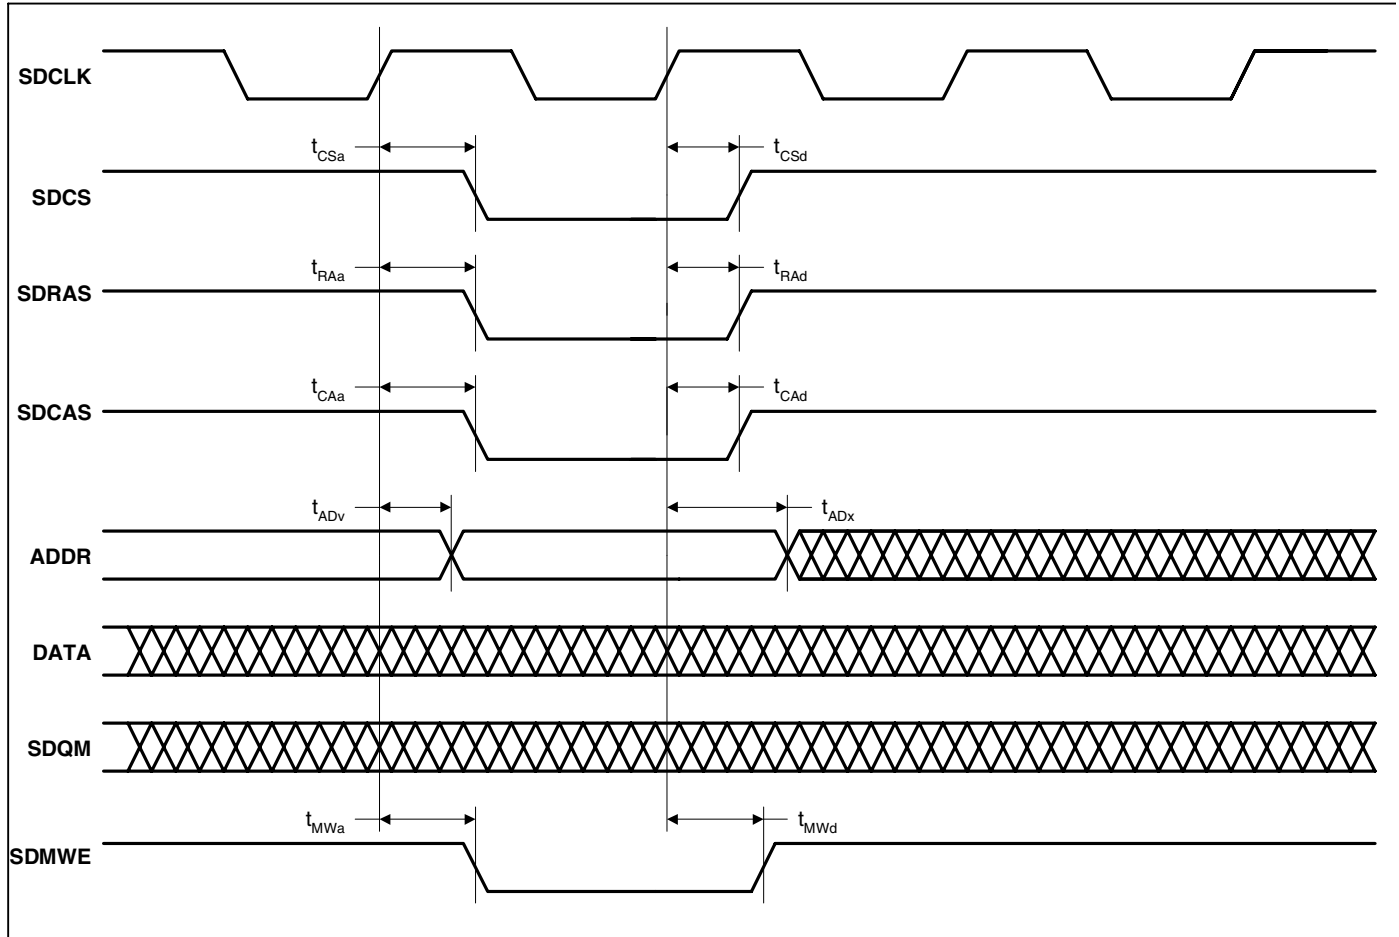 SDCLK
t_CSa t_CSd
SDCS
t_RAa t_RAd
SDRAS
t_CAa t_CAd
SDCAS
t_ADv t_ADx
ADDR
DATA
SDQM
t_MWa t_MWd
SDMWE